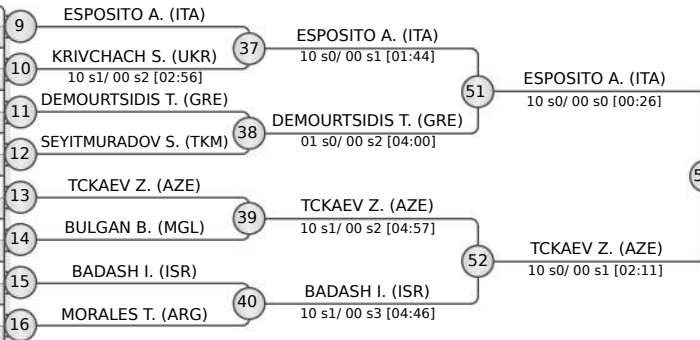 9
ESPOSITO A. (ITA)
10
KRIVCHACH S. (UKR)
10 s1/ 00 s2 [02:56]
37
ESPOSITO A. (ITA)
10 s0/ 00 s1 [01:44]
11
DEMOURTSIDIS T. (GRE)
12
SEYITMURADOV S. (TKM)
38
DEMOURTSIDIS T. (GRE)
01 s0/ 00 s2 [04:00]
51
ESPOSITO A. (ITA)
10 s0/ 00 s0 [00:26]
13
TCKAEV Z. (AZE)
14
BULGAN B. (MGL)
39
TCKAEV Z. (AZE)
10 s1/ 00 s2 [04:57]
15
BADASH I. (ISR)
16
MORALES T. (ARG)
40
BADASH I. (ISR)
10 s1/ 00 s3 [04:46]
52
TCKAEV Z. (AZE)
10 s0/ 00 s1 [02:11]